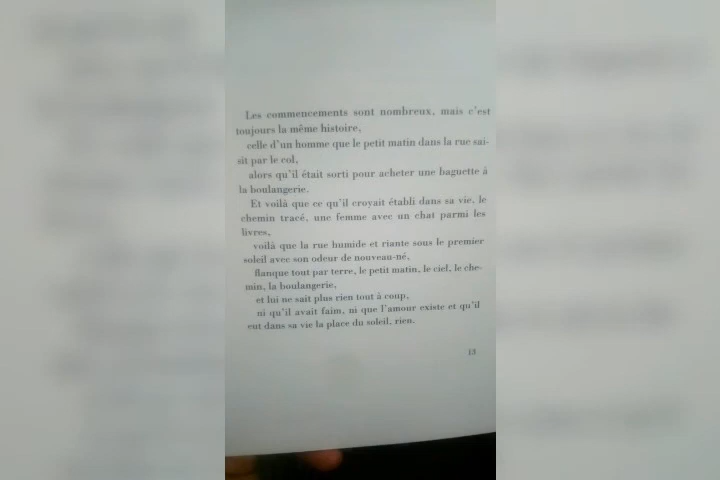 Les commencements sont nombreux, mais c'est
toujours la même histoire,
celle d'un homme que le petit matin dans la rue sai-
sit par le col,
alors qu'il était sorti pour acheter une baguette à
la boulangerie.
Et voilà que ce qu'il croyait établi dans sa vie, le
chemin tracé, une femme avec un chat parmi les
livres,
voilà que la rue humide et riante sous le premier
soleil avec son odeur de nouveau-né,
flanque tout par terre, le petit matin, le ciel, le che-
min, la boulangerie,
et lui ne sait plus rien tout à coup,
ni qu'il avait faim, ni que l'amour existe et qu'il
eut dans sa vie la place du soleil, rien.
13